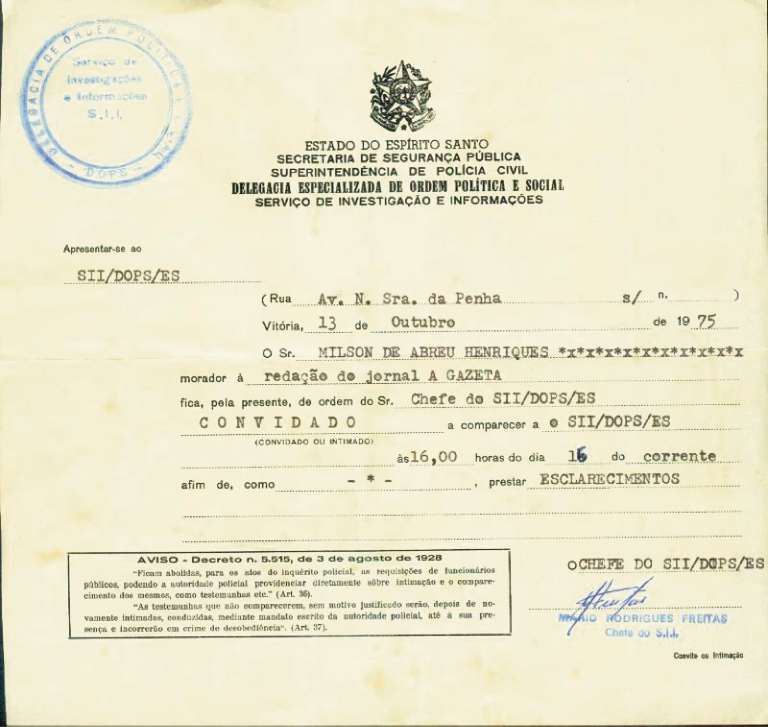 DELEGACIA DE ORDEM POLÍTICA E SOCIAL - DOPS -
Serviço de
Investigações
e Informações
S.I.I.
ESTADO DO ESPÍRITO SANTO
SECRETARIA DE SEGURANÇA PÚBLICA
SUPERINTENDÊNCIA DE POLÍCIA CIVIL
DELEGACIA ESPECIALIZADA DE ORDEM POLÍTICA E SOCIAL
SERVIÇO DE INVESTIGAÇÃO E INFORMAÇÕES
Apresentar-se ao
SII/DOPS/ES
(Rua Av. N. Sra. da Penha s/ n. )
Vitória, 13 de Outubro de 1975
O Sr. MILSON DE ABREU HENRIQUES *x*x*x*x*x*x*x*x*x*x*x
morador à redação do jornal A GAZETA
fica, pela presente, de ordem do Sr. Chefe do SII/DOPS/ES
C O N V I D A D O a comparecer a o SII/DOPS/ES
(CONVIDADO OU INTIMADO)
às 16,00 horas do dia 16 do corrente
afim de, como - * - , prestar ESCLARECIMENTOS
AVISO - Decreto n. 5.515, de 3 de agosto de 1928
"Ficam abolidas, para os atos do inquérito policial, as requisições de funcionários
públicos, podendo a autoridade policial providenciar diretamente sôbre intimação e o compare-
cimento dos mesmos, como testemunhas etc." (Art. 36).
"As testemunhas que não comparecerem, sem motivo justificado serão, depois de no-
vamente intimadas, conduzidas, mediante mandato escrito da autoridade policial, até à sua pre-
sença e incorrerão em crime de desobediência". (Art. 37).
O CHEFE DO SII/DOPS/ES
MARIO RODRIGUES FREITAS
Chefe do S.I.I.
Convite ou Intimação